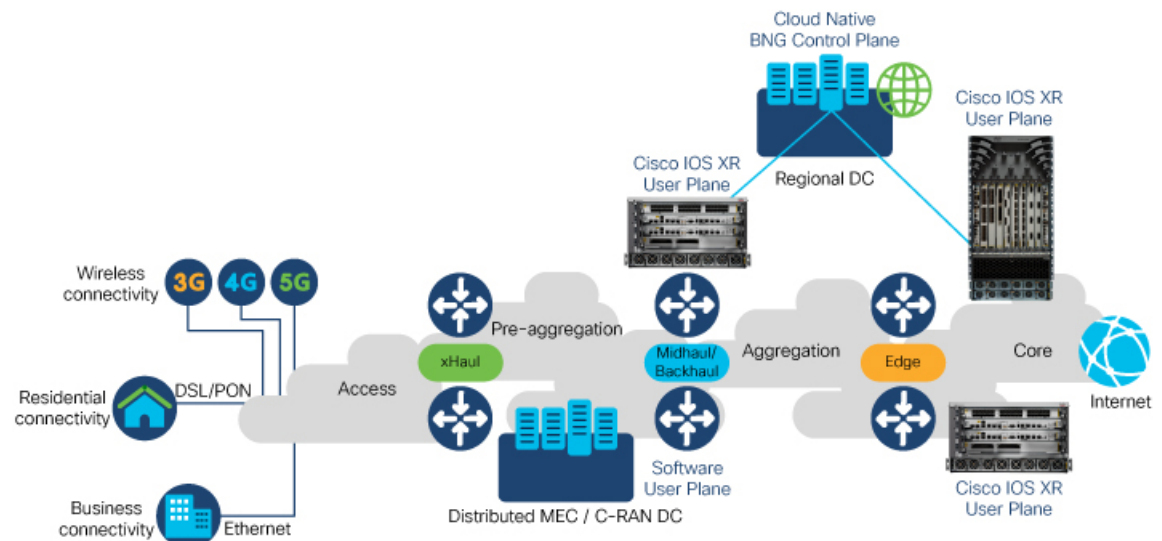 Cloud Native
BNG Control Plane
Cisco IOS XR
User Plane
Cisco IOS XR
User Plane
Regional DC
Wireless
connectivity
3G
4G
5G
Pre-aggregation
xHaul
Midhaul/
Backhaul
Aggregation
Edge
Core
Access
DSL/PON
Residential
connectivity
Internet
Software
User Plane
Cisco IOS XR
User Plane
Business
connectivity
Ethernet
Distributed MEC / C-RAN DC